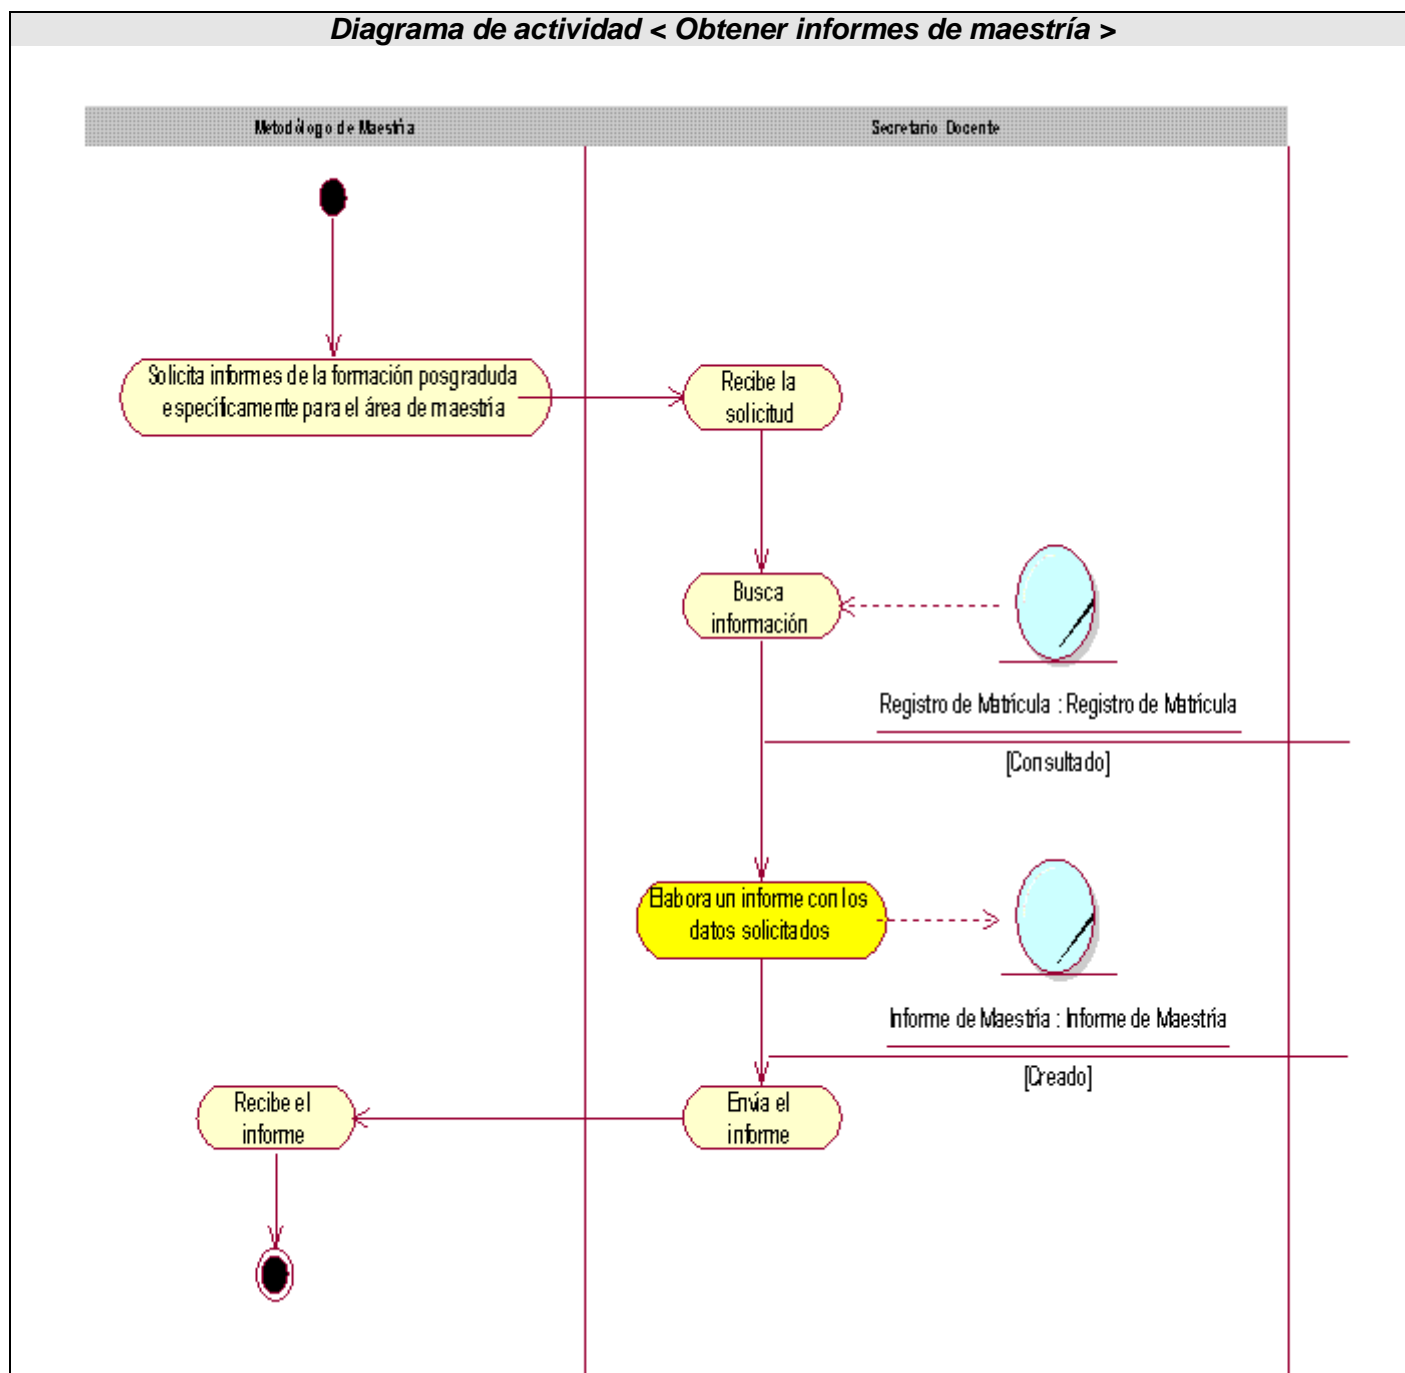 Diagrama de actividad < Obtener informes de maestría >
Metodólogo de Maestría
Secretario Docente
Solicita informes de la formación posgraduda
específicamente para el área de maestría
Recibe la
solicitud
Busca
información
Registro de Matrícula : Registro de Matrícula
[Consultado]
Elabora un informe con los
datos solicitados
Informe de Maestría : Informe de Maestría
[Creado]
Recibe el
informe
Envía el
informe